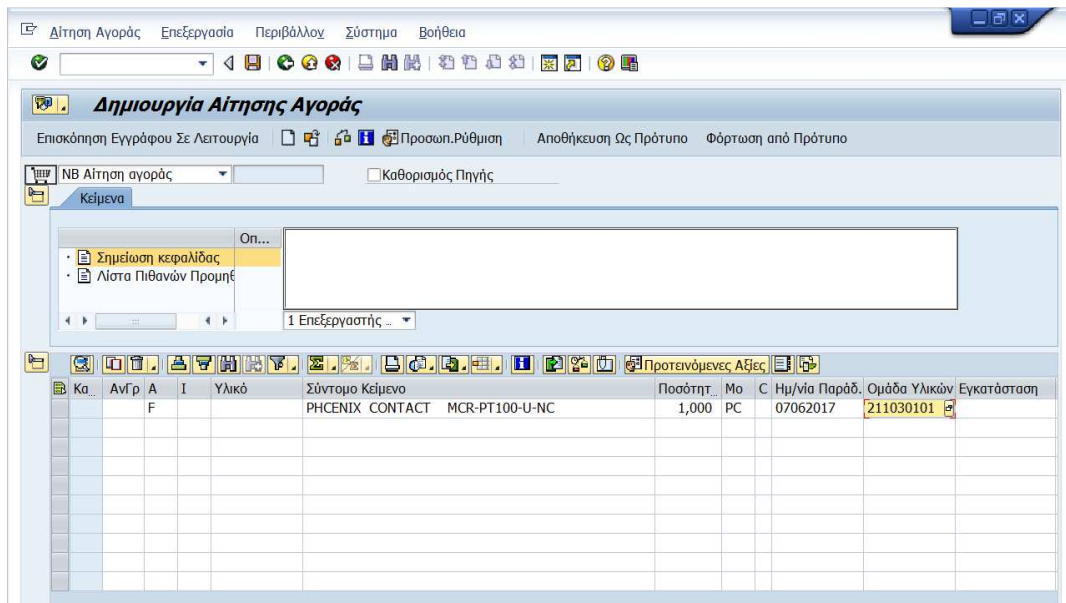 Αίτηση Αγοράς Επεξεργασία Περιβάλλον Σύστημα Βοήθεια
Δημιουργία Αίτησης Αγοράς
Επισκόπηση Εγγράφου Σε Λειτουργία Προσωπ.Ρύθμιση Αποθήκευση Ως Πρότυπο Φόρτωση από Πρότυπο
NB Αίτηση αγοράς Καθορισμός Πηγής
Κείμενα
Οπ...
Σημείωση κεφαλίδας
Λίστα Πιθανών Προμηθ
1 Επεξεργαστής ..
Προτεινόμενες Αξίες
Κα.. ΑνΓρ Α Ι Υλικό Σύντομο Κείμενο Ποσότητ.. Μο C Ημ/νία Παράδ. Ομάδα Υλικών Εγκατάσταση
F PHCENIX CONTACT MCR-PT100-U-NC 1,000 PC 07062017 211030101